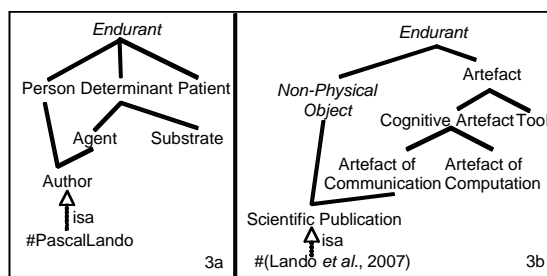 Endurant
Person Determinant Patient
Agent
Substrate
Author
isa
#PascalLando
3a
Endurant
Artefact
Non-Physical
Object
Cognitive Artefact Tool
Artefact of
Communication
Artefact of
Computation
Scientific Publication
isa
#(Lando et al., 2007)
3b